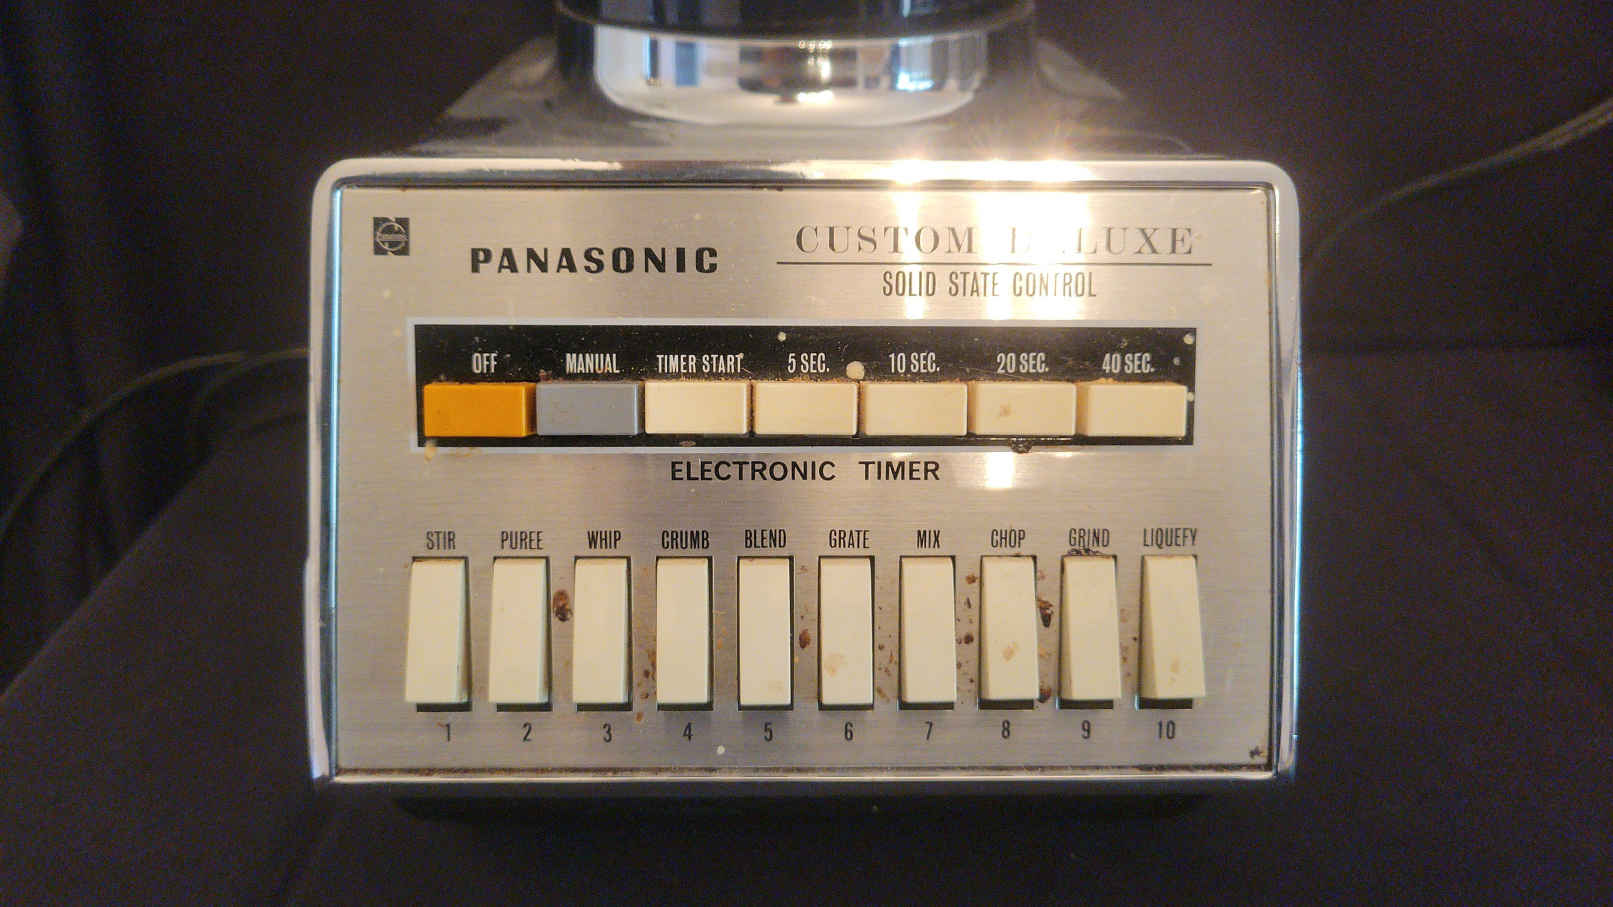 PANASONIC
CUSTOM
SOLID STATE CONTROL
OFF MANUAL TIMER START 5 SEC. 10 SEC. 20 SEC. 40 SEC.
ELECTRONIC TIMER
STIR PUREE WHIP CRUMB BLEND GRATE MIX CHOP GRIND LIQUEFY
1 2 3 4 5 6 7 8 9 10